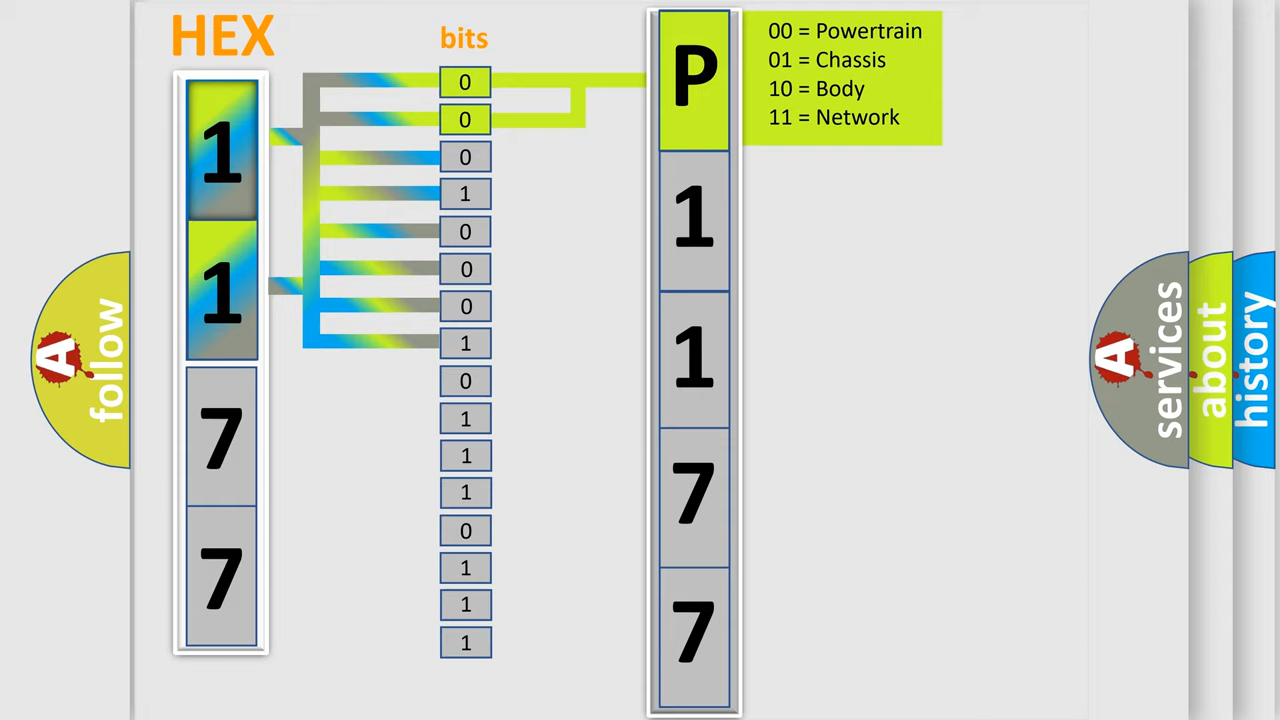 HEX
1
1
7
7
bits
0
0
0
1
0
0
0
1
0
1
1
1
0
1
1
1
P
1
1
7
7
00 = Powertrain
01 = Chassis
10 = Body
11 = Network
A
follow
A
services
about
history